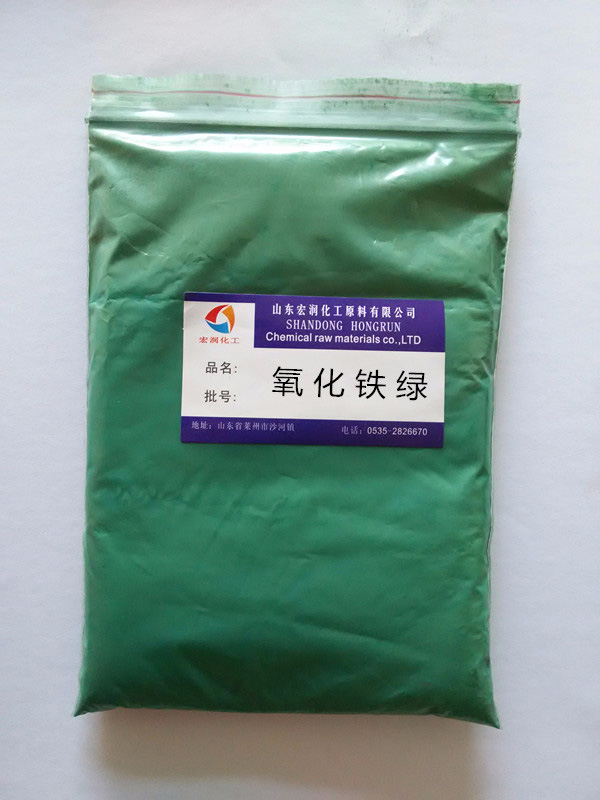 山东宏润化工原料有限公司
SHANDONG HONGRUN
Chemical raw materials co.,LTD
宏润化工
品名:
氧化铁绿
批号:
地址：山东省莱州市沙河镇
电话：0535-2826670